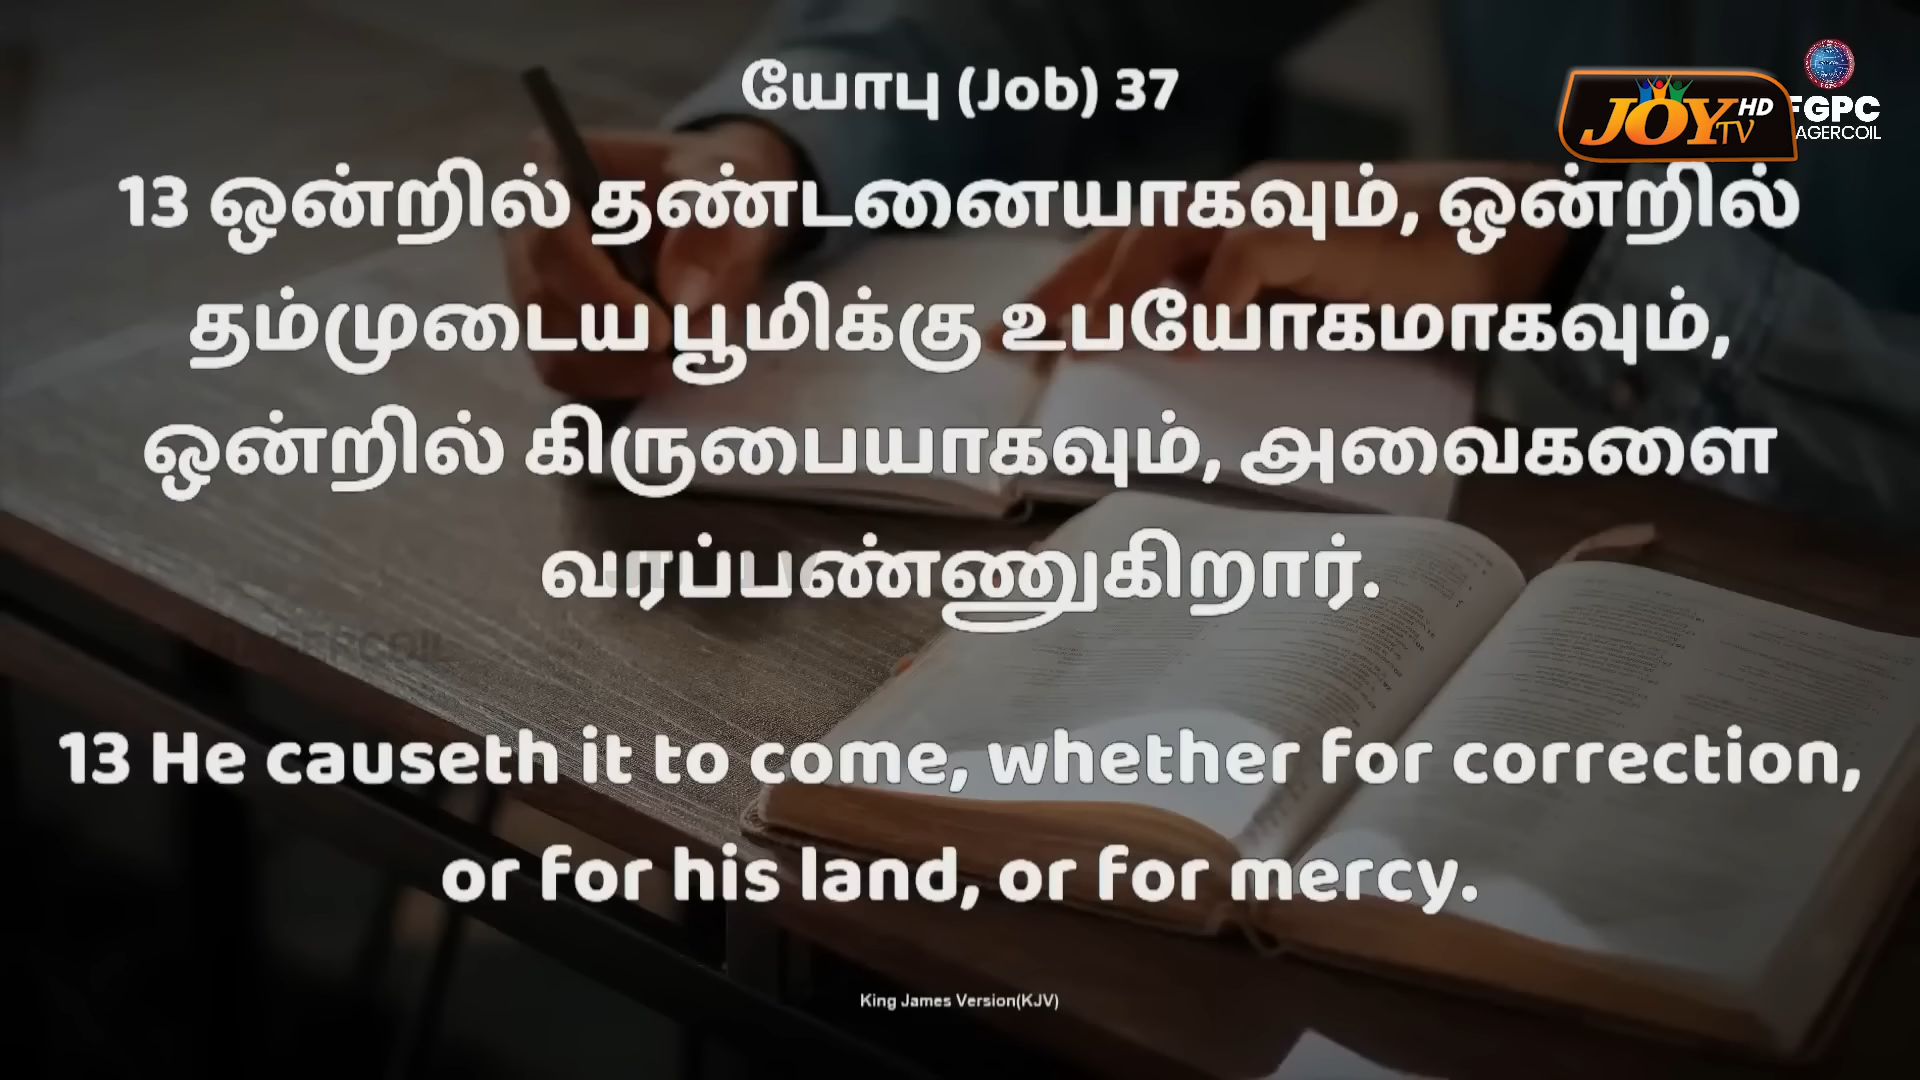 யோபு (Job) 37
JOY TV HD
FGPC
AGERCOIL
13 ஒன்றில் தண்டனையாகவும், ஒன்றில்
தம்முடைய பூமிக்கு உபயோகமாகவும்,
ஒன்றில் கிருபையாகவும், அவைகளை
வரப்பண்ணுகிறார்.
13 He causeth it to come, whether for correction,
or for his land, or for mercy.
King James Version(KJV)